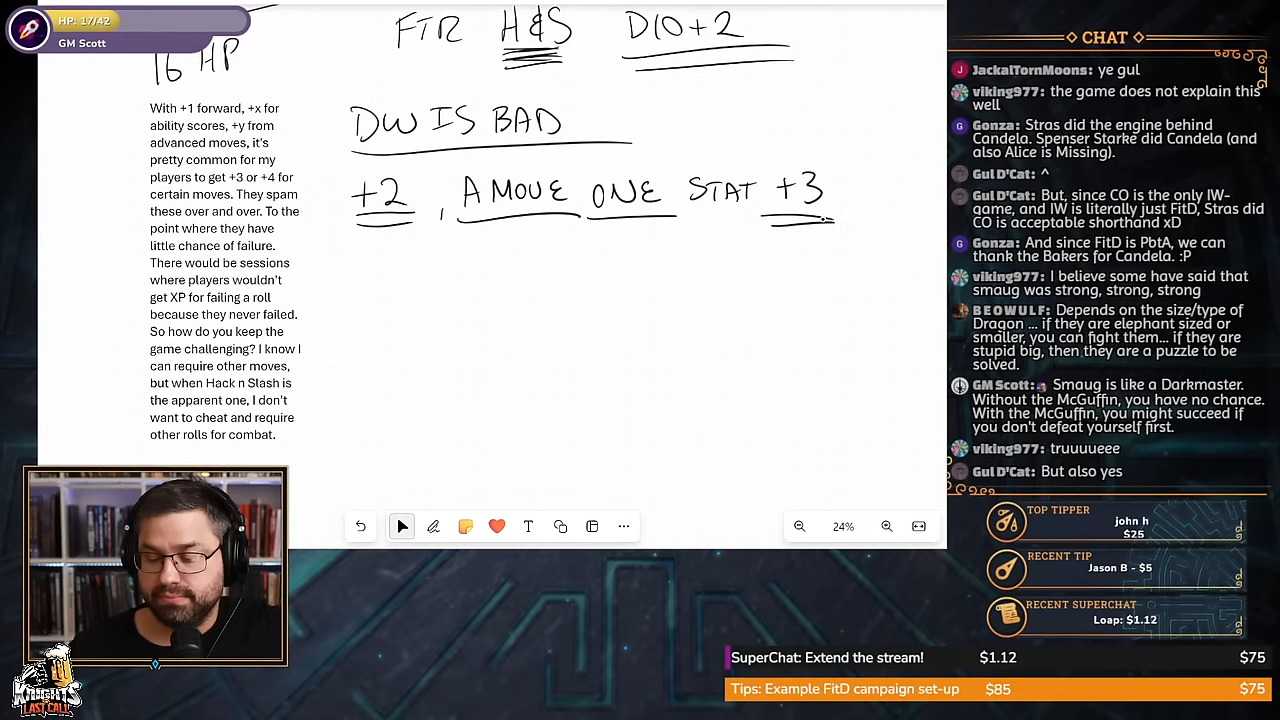 HP: 17/42
GM Scott
16 HP
FTR H&S D10+2
With +1 forward, +x for
ability scores, +y from
advanced moves, it's
pretty common for my
players to get +3 or +4 for
certain moves. They spam
these over and over. To the
point where they have
little chance of failure.
There would be sessions
where players wouldn't
get XP for failing a roll
because they never failed.
So how do you keep the
game challenging? I know I
can require other moves,
but when Hack n Slash is
the apparent one, I don't
want to cheat and require
other rolls for combat.
DW IS BAD
+2, A MOVE ONE STAT +3
T
24%
KNIGHTS
LAST CALL
CHAT
JackalTornMoons: ye gul
viking977: the game does not explain this
well
Gonza: Stras did the engine behind
Candela. Spenser Starke did Candela (and
also Alice is Missing).
Gul D'Cat: ^
Gul D'Cat: But, since CO is the only IW-
game, and IW is literally just FitD, Stras did
CO is acceptable shorthand xD
Gonza: And since FitD is PbtA, we can
thank the Bakers for Candela. :P
viking977: I believe some have said that
smaug was strong, strong, strong
BEOWULF: Depends on the size/type of
Dragon ... if they are elephant sized or
smaller, you can fight them... if they are
stupid big, then they are a puzzle to be
solved.
GM Scott: Smaug is like a Darkmaster.
Without the McGuffin, you have no chance.
With the McGuffin, you might succeed if
you don't defeat yourself first.
viking977: truuuueee
Gul D'Cat: But also yes
TOP TIPPER
john h
$25
RECENT TIP
Jason B - $5
RECENT SUPERCHAT
Loap: $1.12
SuperChat: Extend the stream! $1.12 $75
Tips: Example FitD campaign set-up $85 $75